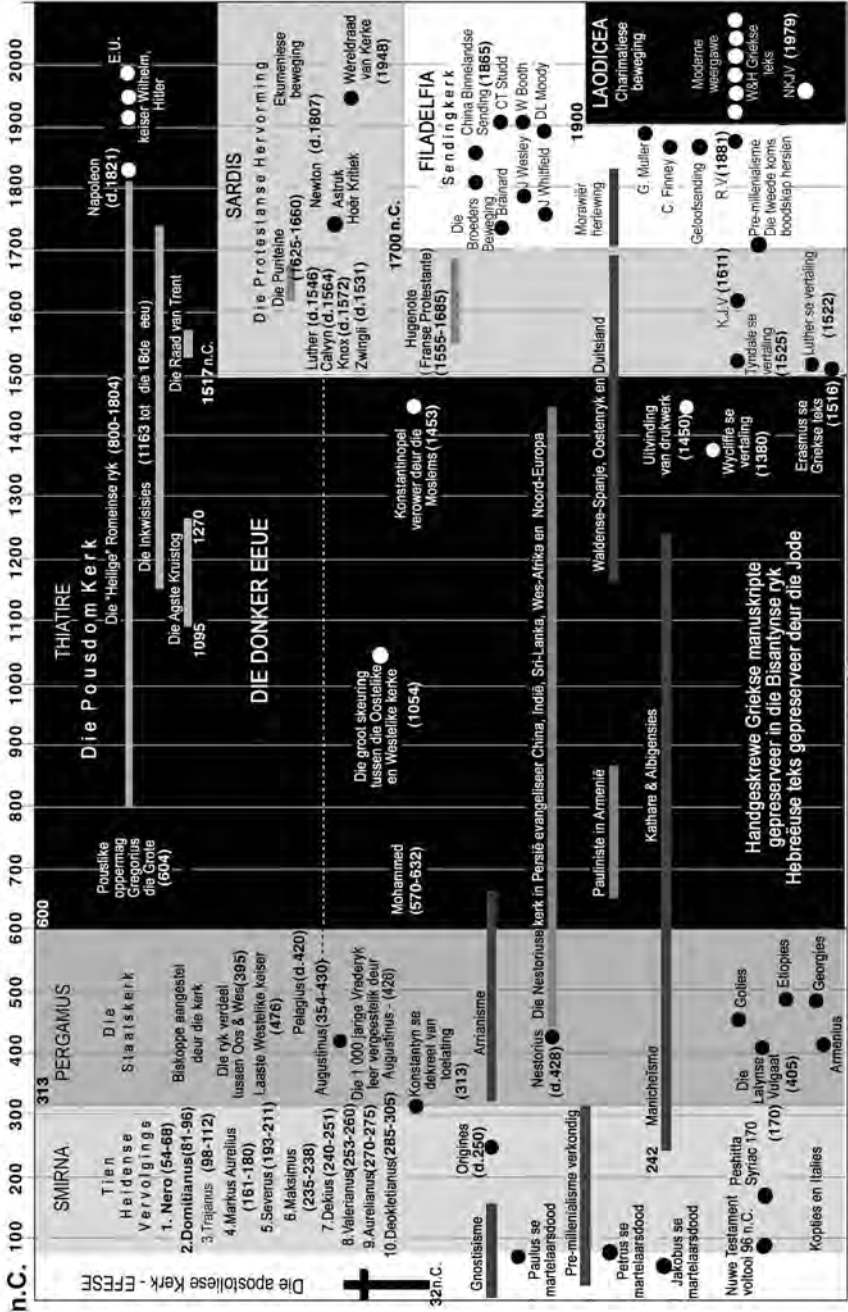 n.C.
100
200
300
400
500
600
700
800
900
1000
1100
1200
1300
1400
1500
1600
1700
1800
1900
2000
Die apostoliese Kerk - EFESE
32 n.C.
SMIRNA
313
Tien
Heidense
Vervolgings
1. Nero (54-68)
2.Domitianus(81-96)
3.Trajanus (98-112)
4.Markus Aurelius
(161-180)
5.Severus(193-211)
6.Maksimus
(235-238)
7.Dekius(240-251)
8.Valerianus(253-260)
9.Aurelianus(270-275)
10.Deokletianus(285-305)
PERGAMUS
600
Die
Staatskerk
Biskoppe aangestel
deur die kerk
Die ryk verdeel
tussen Oos & Wes(395)
Laaste Westelike keiser
(476)
Pelagius(d.420)
Augustinus(354-430)
Die 1 000 jarige Vrederyk
leer vergeestelik deur
Augustinus - (426)
Konstantyn se
dekreet van
toelating
(313)
THIATIRE
Die Pousdom Kerk
Pouslike
oppermag
Gregorius
die Grote
(604)
Die "Heilige" Romeinse ryk (800-1804)
Die Inkwisisies (1163 tot die 18de eeu)
Die Agste Kruistog
1095
1270
Die Raad van Trent
1517 n.C.
Napoleon
(d.1821)
E.U.
keiser Wilhelm,
Hitler
DIE DONKER EEUE
Die groot skeuring
tussen die Oostelike
en Westelike kerke
(1054)
Mohammed
(570-632)
Konstantinopel
verower deur die
Moslems (1453)
SARDIS
Die Protestanse Hervorming
Die Puriteine
(1625-1660)
Luther (d.1546)
Calvyn (d.1564)
Knox (d.1572)
Zwingli (d.1531)
Newton (d.1807)
Astruk
Hoër Kritiek
Ekumeniese
beweging
Wêreldraad
van Kerke
(1948)
1700 n.C.
Hugenote
(Franse Protestante)
(1555-1685)
FILADELFIA
Sendingkerk
Die
Broeders
Beweging
China Binnelandse
Sending (1865)
Brainard
CT Studd
J Wesley
W Booth
J Whitfield
DL Moody
1900
LAODICEA
Charimatiese
beweging
Gnostisisme
Origines
(d.250)
Arrianisme
Paulus se
martelaarsdood
Nestorius
(d.428)
Die Nestoriuse kerk in Persië evangeliseer China, Indië, Sri-Lanka, Wes-Afrika en Noord-Europa
Pre-millenialisme verkondig
Petrus se
martelaarsdood
Pauliniste in Armenië
Waldense-Spanje, Oostenryk en Duitsland
Morawiër
herlewing
Jakobus se
martelaarsdood
242
Manicheïsme
Kathare & Albigensies
Uitvinding
van drukwerk
(1450)
G. Muller
C. Finney
Geloofsending
Nuwe Testament
voltooi 96 n.C.
Peshitta
Syriac 170
(170)
Kopties en Italies
Die
Latynse
Vulgaat
(405)
Goties
Etiopies
Georgies
Armenius
Handgeskrewe Griekse manuskripte
gepreserveer in die Bisantynse ryk
Hebreëuse teks gepreserveer deur die Jode
Wycliffe se
vertaling
(1380)
Erasmus se
Griekse teks
(1516)
Tyndale se
vertaling
(1525)
K.J.V (1611)
Luther se vertaling
(1522)
R.V (1881)
Pre-millenialisme
Die tweede koms
boodskap hersten
Moderne
weergawe
W&H Griekse
teks
NKJV (1979)